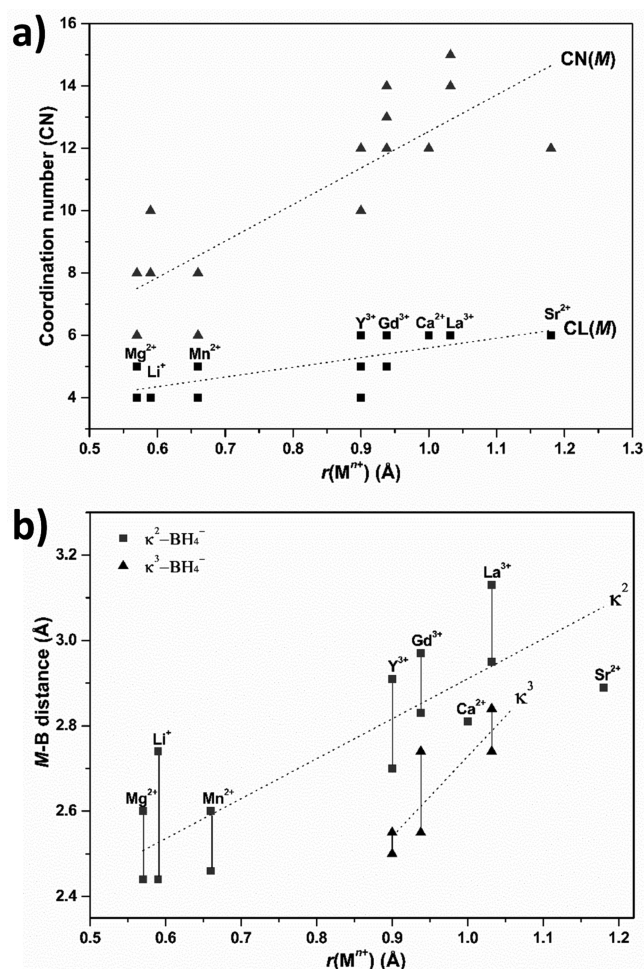 a)
16
14
12
10
8
6
4
Coordination number (CN)
CN(M)
CL(M)
Mg²⁺
Li⁺
Mn²⁺
Y³⁺
Gd³⁺
Ca²⁺
La³⁺
Sr²⁺
0.5 0.6 0.7 0.8 0.9 1.0 1.1 1.2 1.3
r(Mⁿ⁺) (Å)
b)
κ²–BH₄⁻
κ³–BH₄⁻
3.2
3.0
2.8
2.6
2.4
M-B distance (Å)
La³⁺
κ²
Gd³⁺
Y³⁺
Sr²⁺
κ³
Ca²⁺
Li⁺
Mg²⁺
Mn²⁺
0.5 0.6 0.7 0.8 0.9 1.0 1.1 1.2
r(Mⁿ⁺) (Å)